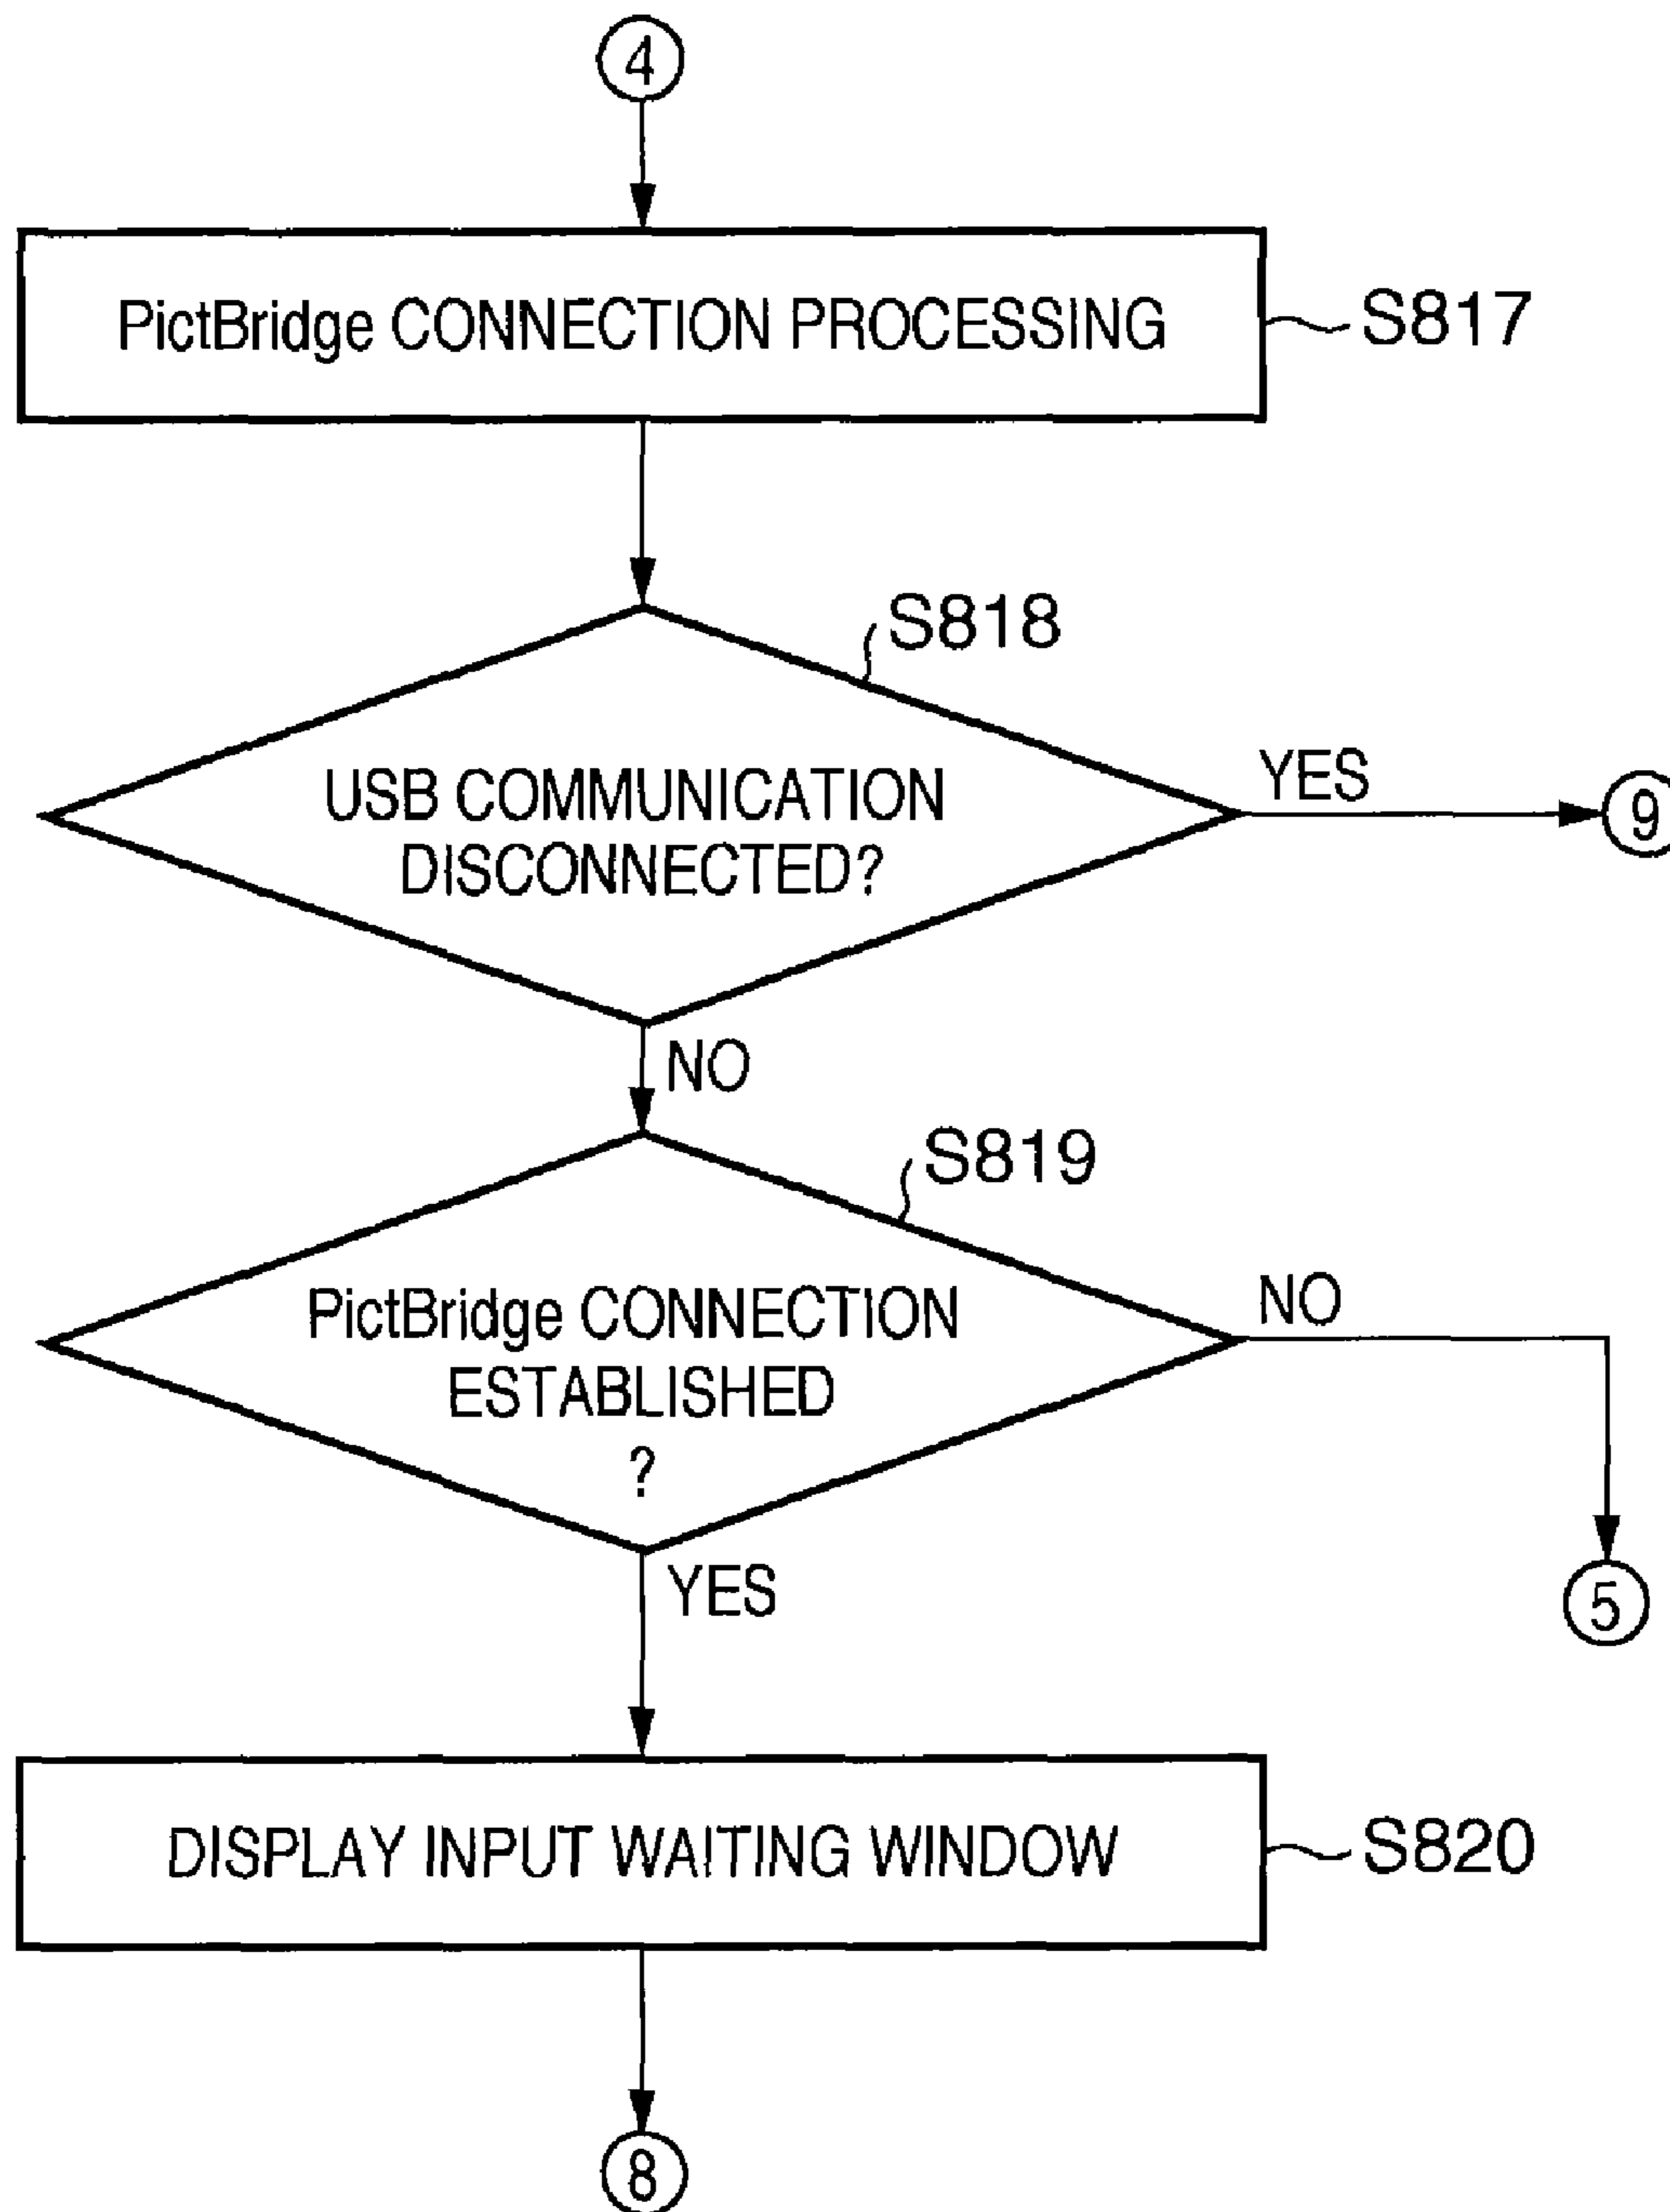 4
PictBridge CONNECTION PROCESSING
S817
S818
USB COMMUNICATION
DISCONNECTED?
YES
9
NO
S819
PictBridge CONNECTION
ESTABLISHED
?
NO
YES
5
DISPLAY INPUT WAITING WINDOW
S820
8